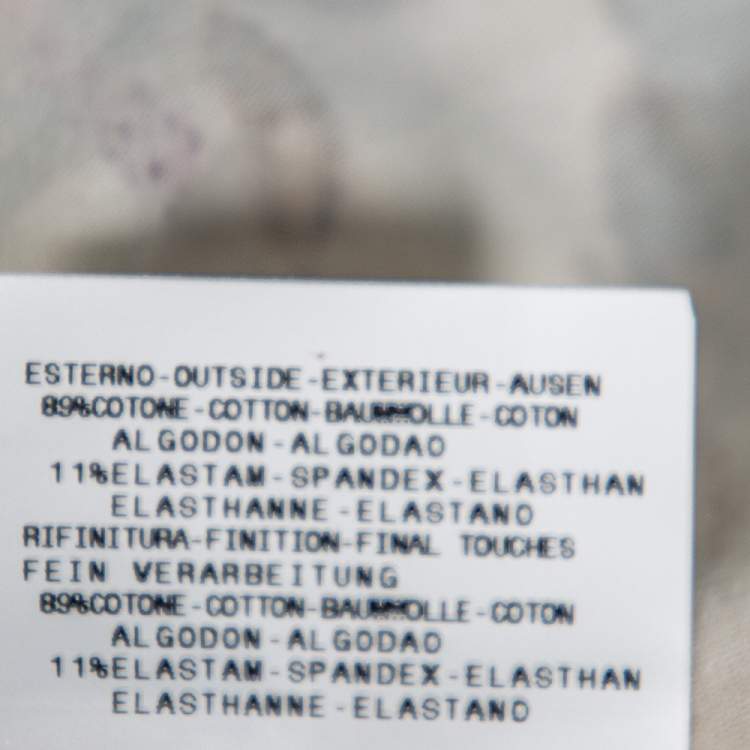 ESTERNO-OUTSIDE-EXTERIEUR-AUSEN
89%COTONE-COTTON-BAUMWOLLE-COTON
ALGODON-ALGODAO
11%ELASTAM-SPANDEX-ELASTHAN
ELASTHANNE-ELASTANO
RIFINITURA-FINITION-FINAL TOUCHES
FEIN VERARBEITUNG
89%COTONE-COTTON-BAUMWOLLE-COTON
ALGODON-ALGODAO
11%ELASTAM-SPANDEX-ELASTHAN
ELASTHANNE-ELASTANO